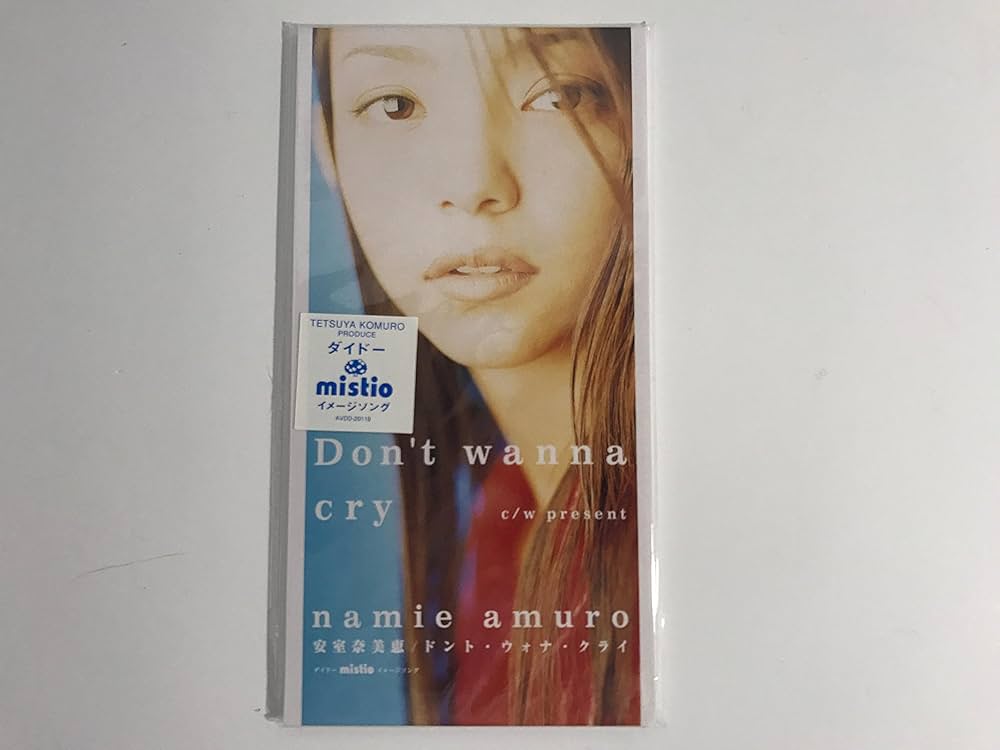 TETSUYA KOMURO
PRODUCE
ダイドー
mistio
イメージソング
AVDD-20119
Don't wanna
cry
c/w present
namie amuro
安室奈美恵/ドント・ウォナ・クライ
ダイドー mistio イメージソング